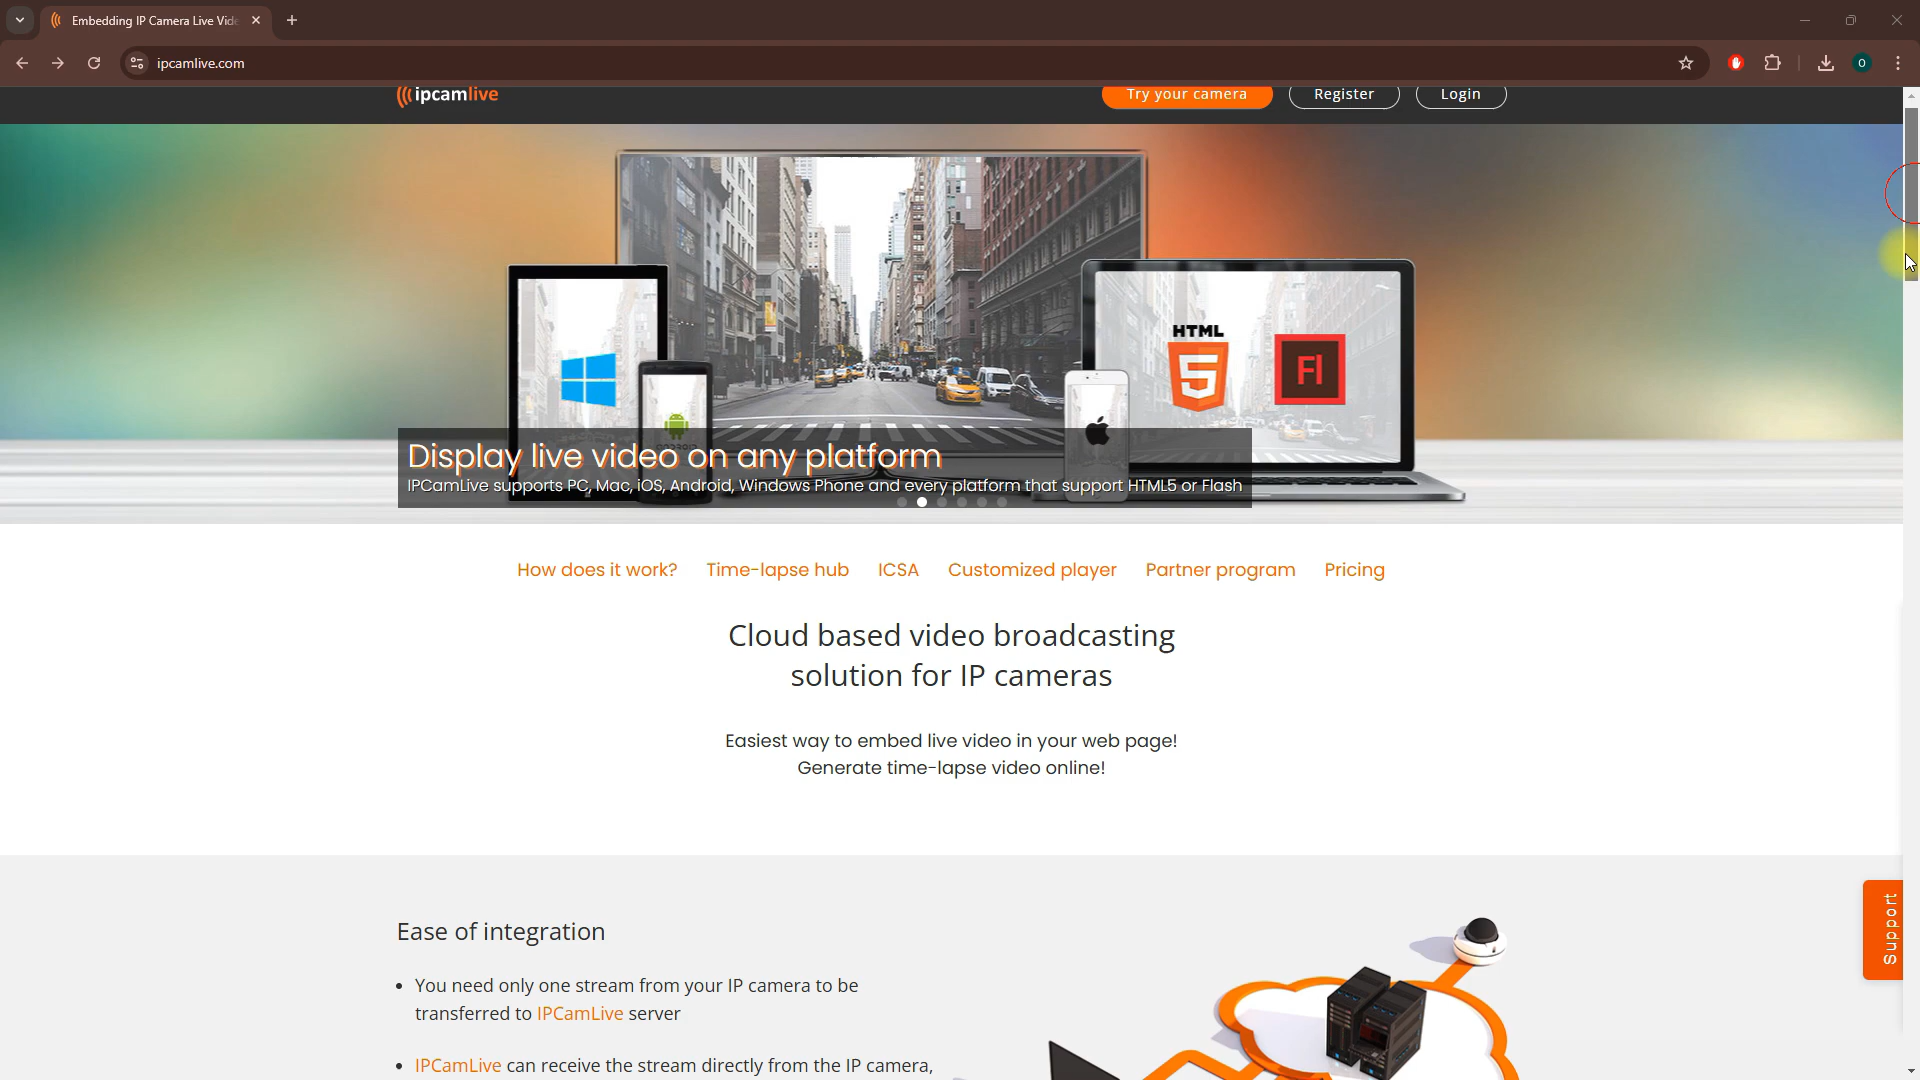 Embedding IP Camera Live Vid
ipcamlive.com
O
ipcamlive
Try your camera
Register
Login
HTML
5
Fl
Display live video on any platform
IPCamLive supports PC, Mac, iOS, Android, Windows Phone and every platform that support HTML5 or Flash
How does it work?
Time-lapse hub
ICSA
Customized player
Partner program
Pricing
Cloud based video broadcasting
solution for IP cameras
Easiest way to embed live video in your web page!
Generate time-lapse video online!
Support
Ease of integration
• You need only one stream from your IP camera to be
transferred to IPCamLive server
• IPCamLive can receive the stream directly from the IP camera,